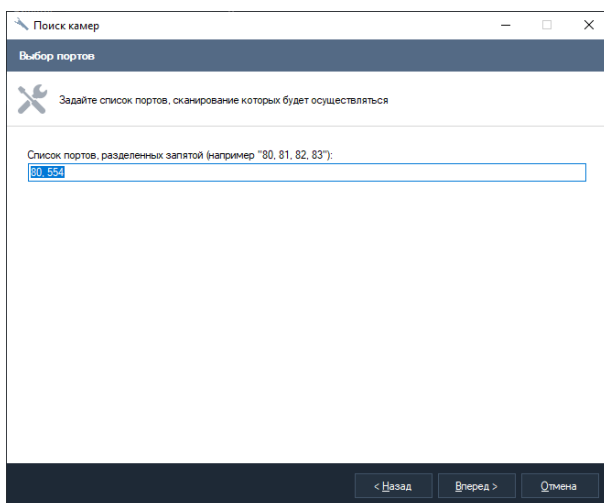 Поиск камер
Выбор портов
Задайте список портов, сканирование которых будет осуществляться
Список портов, разделенных запятой (например "80, 81, 82, 83"):
80, 554
< Назад Вперед > Отмена